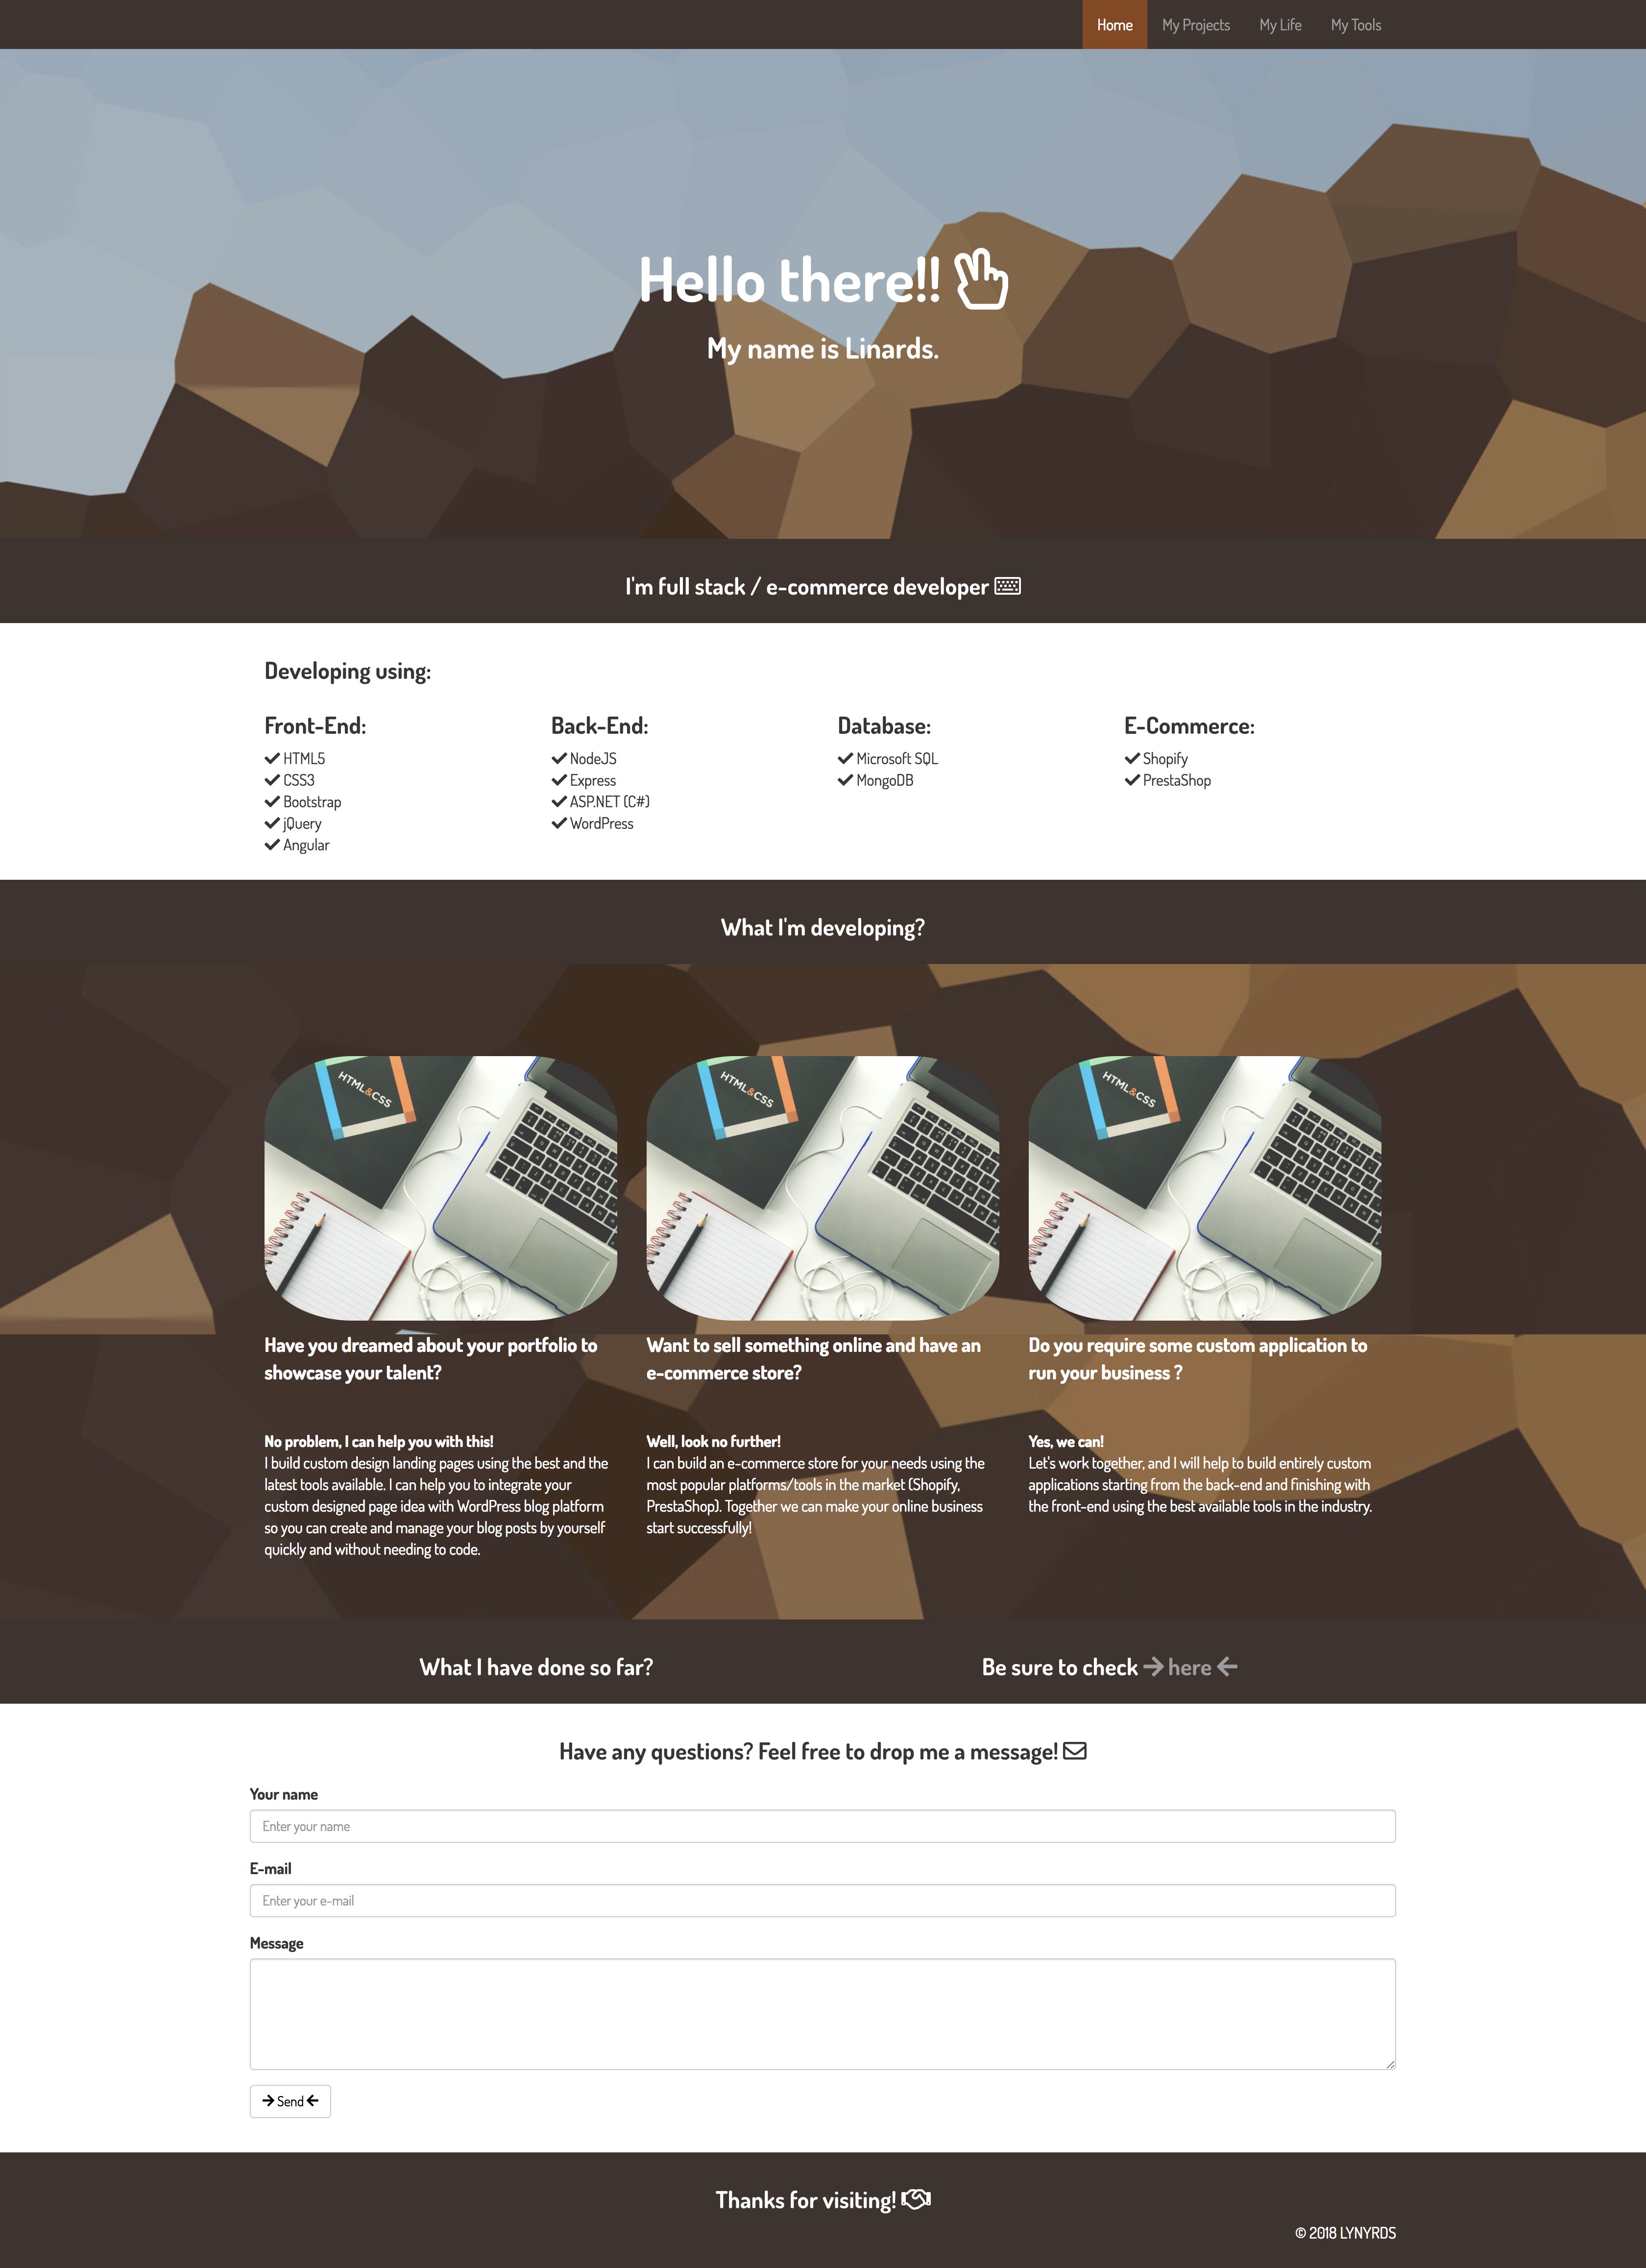 Home My Projects My Life My Tools
Hello there!!
My name is Linards.
I'm full stack / e-commerce developer
Developing using:
Front-End:
HTML5
CSS3
Bootstrap
jQuery
Angular
Back-End:
NodeJS
Express
ASP.NET (C#)
WordPress
Database:
Microsoft SQL
MongoDB
E-Commerce:
Shopify
PrestaShop
What I'm developing?
HTML&CSS
HTML&CSS
HTML&CSS
Have you dreamed about your portfolio to
showcase your talent?
No problem, I can help you with this!
I build custom design landing pages using the best and the
latest tools available. I can help you to integrate your
custom designed page idea with WordPress blog platform
so you can create and manage your blog posts by yourself
quickly and without needing to code.
Want to sell something online and have an
e-commerce store?
Well, look no further!
I can build an e-commerce store for your needs using the
most popular platforms/tools in the market (Shopify,
PrestaShop). Together we can make your online business
start successfully!
Do you require some custom application to
run your business ?
Yes, we can!
Let's work together, and I will help to build entirely custom
applications starting from the back-end and finishing with
the front-end using the best available tools in the industry.
What I have done so far?
Be sure to check → here ←
Have any questions? Feel free to drop me a message!
Your name
Enter your name
E-mail
Enter your e-mail
Message
→ Send ←
Thanks for visiting!
© 2018 LYNYRDS